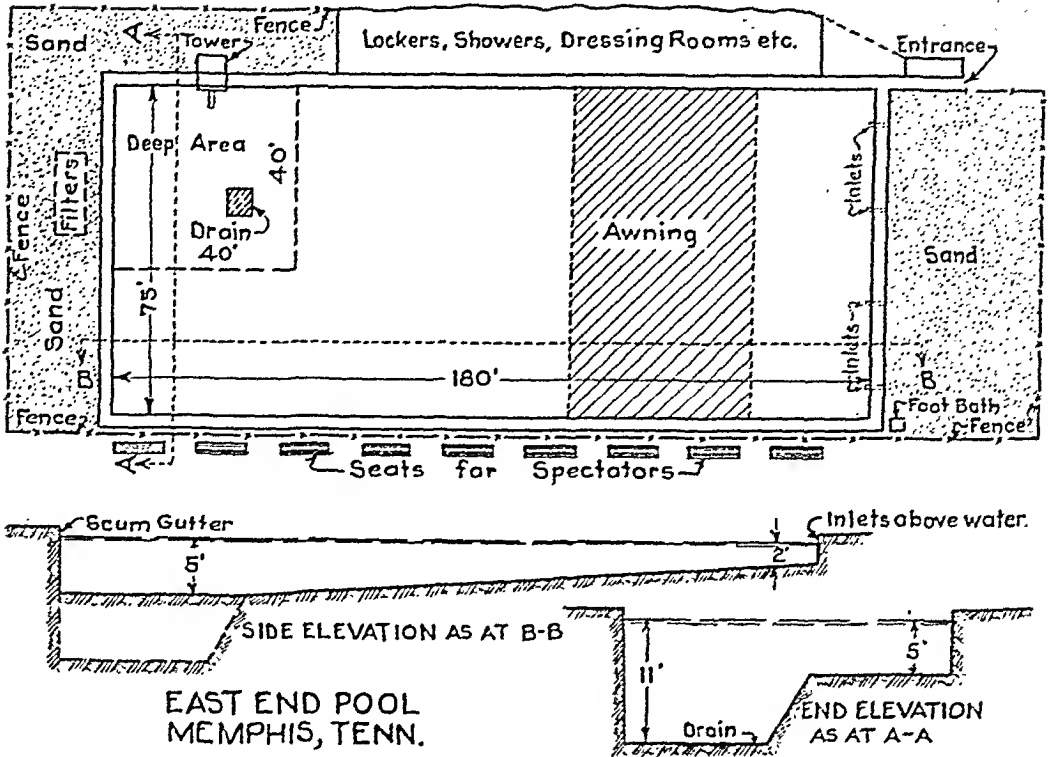 Sand
A
Tower
Fence
Lockers, Showers, Dressing Rooms etc.
Entrance
Deep Area
40'
Drain
40'
Filters
Fence
Sand
75'
B
180'
Awning
Inlets
Inlets
Sand
B
Foot Bath
Fence
Fence
A
Seats for Spectators
Scum Gutter
Inlets above water.
5'
2'
SIDE ELEVATION AS AT B-B
11'
5'
Drain
END ELEVATION
AS AT A-A
EAST END POOL
MEMPHIS, TENN.